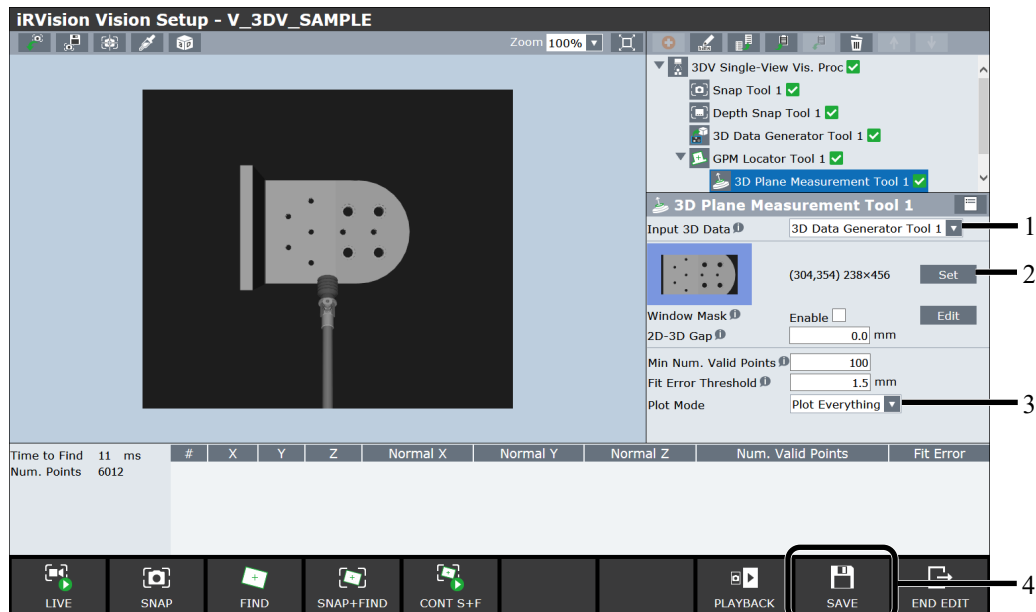 iRVision Vision Setup - V_3DV_SAMPLE
3D
Zoom 100%
3DV Single-View Vis. Proc
Snap Tool 1
Depth Snap Tool 1
3D Data Generator Tool 1
GPM Locator Tool 1
3D Plane Measurement Tool 1
3D Plane Measurement Tool 1
Input 3D Data 3D Data Generator Tool 1 1
(304,354) 238×456 Set 2
Window Mask Enable Edit
2D-3D Gap 0.0 mm
Min Num. Valid Points 100
Fit Error Threshold 1.5 mm
Plot Mode Plot Everything 3
Time to Find 11 ms # X Y Z Normal X Normal Y Normal Z Num. Valid Points Fit Error
Num. Points 6012
LIVE SNAP FIND SNAP+FIND CONT S+F PLAYBACK SAVE END EDIT 4